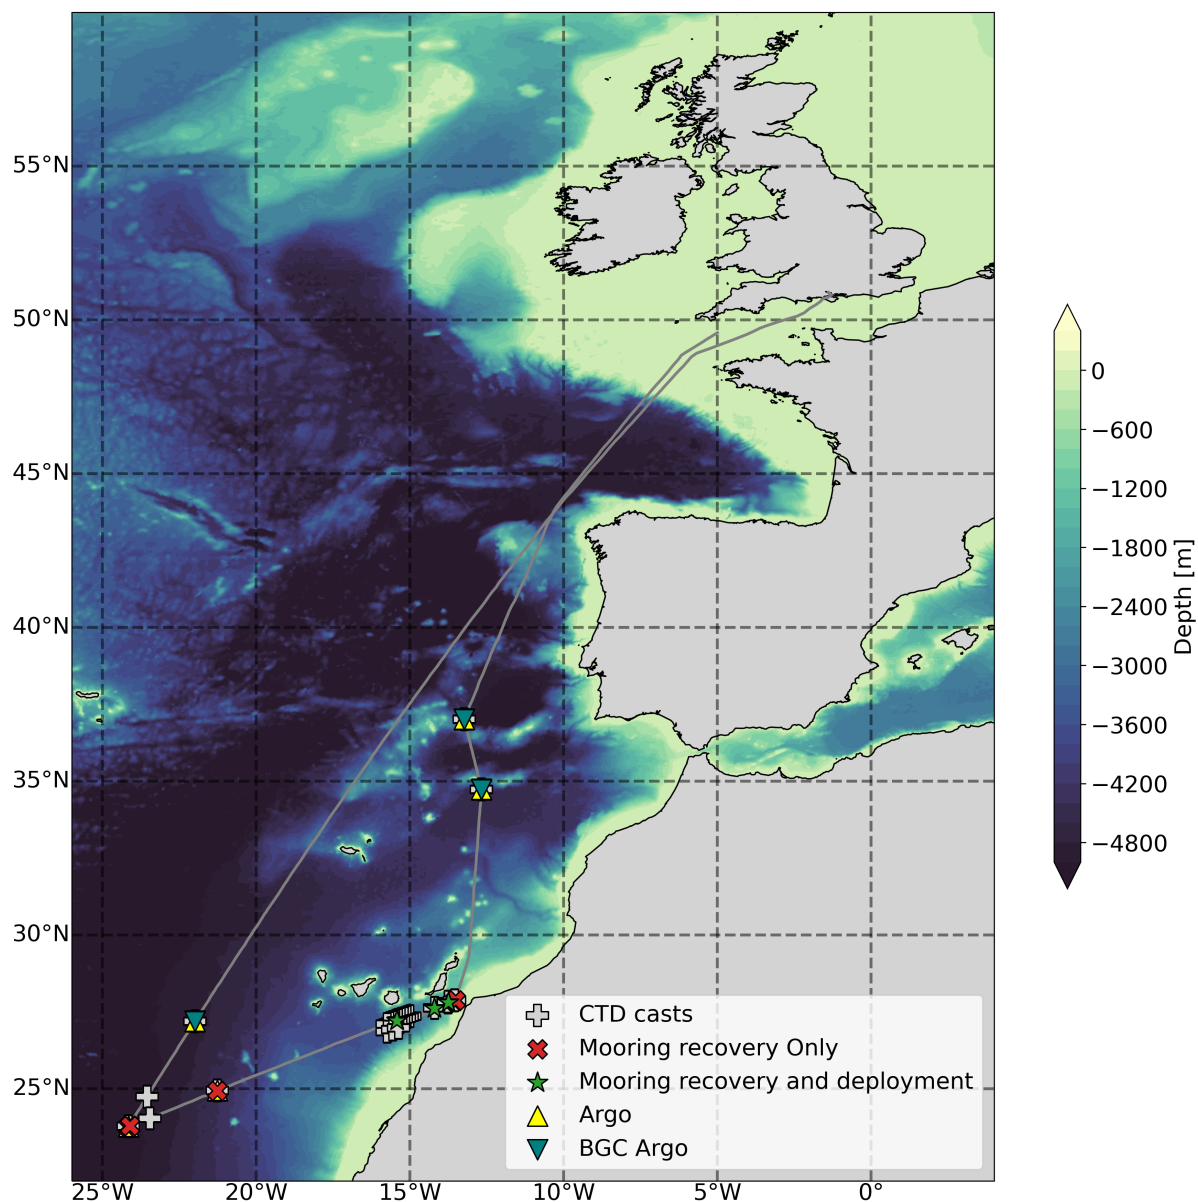 55°N
50°N
45°N
40°N
35°N
30°N
25°N
25°W
20°W
15°W
10°W
5°W
0°
CTD casts
Mooring recovery Only
Mooring recovery and deployment
Argo
BGC Argo
0
−600
−1200
−1800
−2400
−3000
−3600
−4200
−4800
Depth [m]